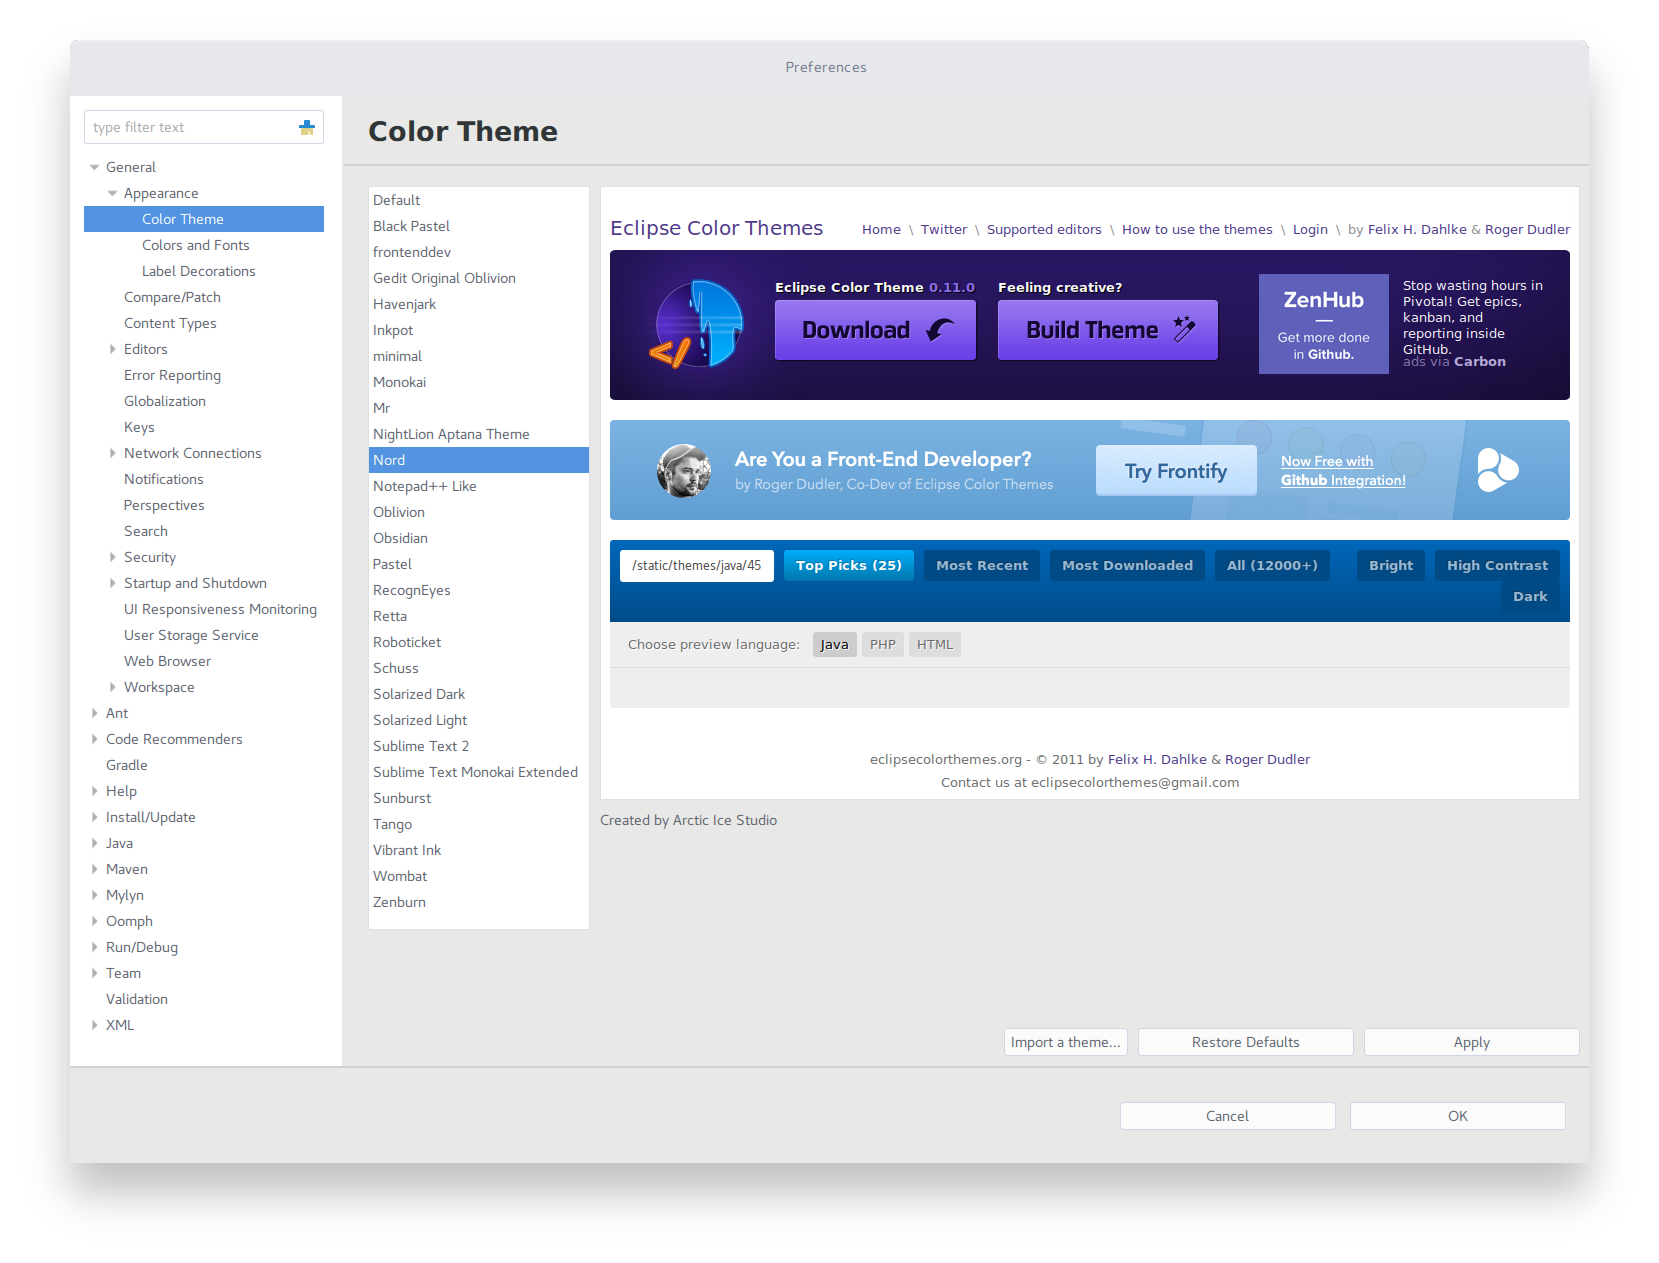 Preferences
type filter text
General
Appearance
Color Theme
Colors and Fonts
Label Decorations
Compare/Patch
Content Types
Editors
Error Reporting
Globalization
Keys
Network Connections
Notifications
Perspectives
Search
Security
Startup and Shutdown
UI Responsiveness Monitoring
User Storage Service
Web Browser
Workspace
Ant
Code Recommenders
Gradle
Help
Install/Update
Java
Maven
Mylyn
Oomph
Run/Debug
Team
Validation
XML
Color Theme
Default
Black Pastel
frontenddev
Gedit Original Oblivion
Havenjark
Inkpot
minimal
Monokai
Mr
NightLion Aptana Theme
Nord
Notepad++ Like
Oblivion
Obsidian
Pastel
RecognEyes
Retta
Roboticket
Schuss
Solarized Dark
Solarized Light
Sublime Text 2
Sublime Text Monokai Extended
Sunburst
Tango
Vibrant Ink
Wombat
Zenburn
Eclipse Color Themes
Home \ Twitter \ Supported editors \ How to use the themes \ Login \ by Felix H. Dahlke & Roger Dudler
</>
Eclipse Color Theme 0.11.0
Download
Feeling creative?
Build Theme
ZenHub
Get more done
in Github.
Stop wasting hours in
Pivotal! Get epics,
kanban, and
reporting inside
GitHub.
ads via Carbon
Are You a Front-End Developer?
by Roger Dudler, Co-Dev of Eclipse Color Themes
Try Frontify
Now Free with
Github Integration!
/static/themes/java/45
Top Picks (25)
Most Recent
Most Downloaded
All (12000+)
Bright
High Contrast
Dark
Choose preview language: Java PHP HTML
eclipsecolorthemes.org - © 2011 by Felix H. Dahlke & Roger Dudler
Contact us at eclipsecolorthemes@gmail.com
Created by Arctic Ice Studio
Import a theme...
Restore Defaults
Apply
Cancel
OK